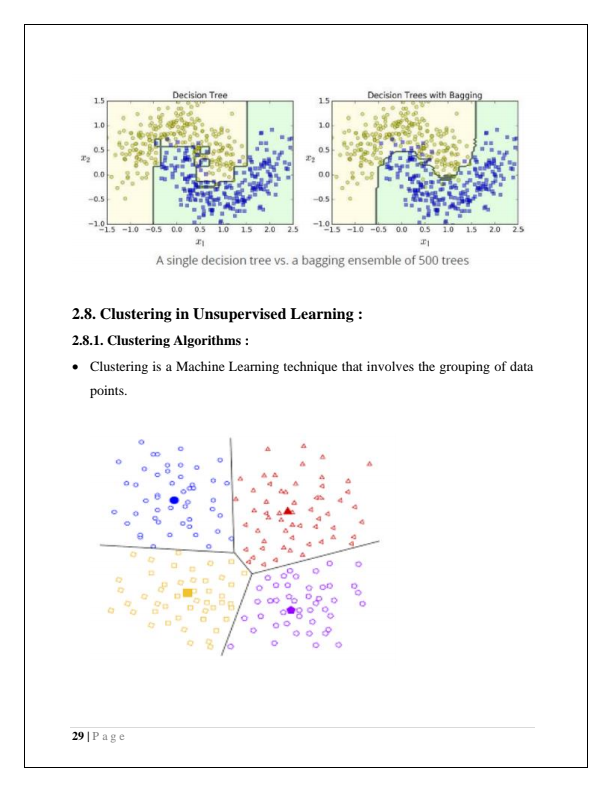 Decision Tree
Decision Trees with Bagging
1.5
1.0
0.5
0.0
−0.5
−1.0
x2
−1.5 −1.0 −0.5 0.0 0.5 1.0 1.5 2.0 2.5
x1
1.5
1.0
0.5
0.0
−0.5
−1.0
x2
−1.5 −1.0 −0.5 0.0 0.5 1.0 1.5 2.0 2.5
x1
A single decision tree vs. a bagging ensemble of 500 trees
2.8. Clustering in Unsupervised Learning :
2.8.1. Clustering Algorithms :
• Clustering is a Machine Learning technique that involves the grouping of data
points.
29 | P a g e